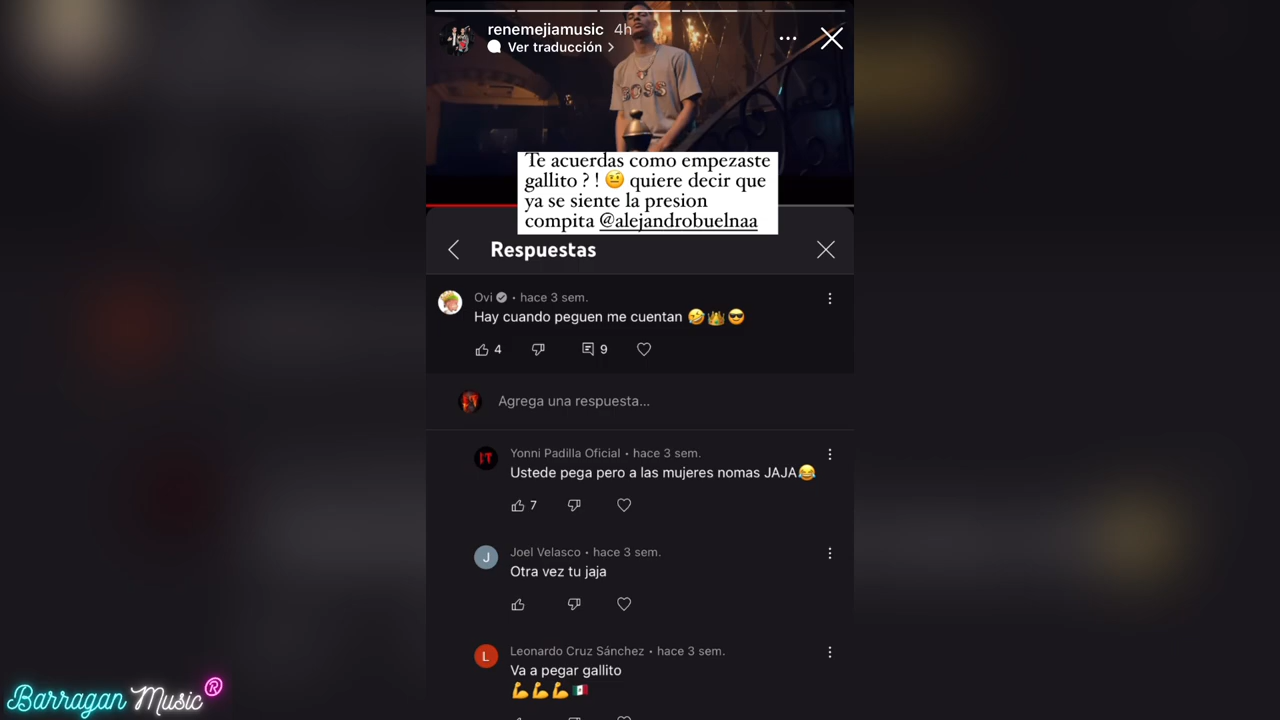 renemejiamusic 4h
Ver traducción >
BOSS
Te acuerdas como empezaste
gallito ? ! 🤨 quiere decir que
ya se siente la presion
compita @alejandrobuelnaa
Respuestas
Ovi • hace 3 sem.
Hay cuando peguen me cuentan 🤣👑😎
4 9
Agrega una respuesta...
Yonni Padilla Oficial • hace 3 sem.
Ustede pega pero a las mujeres nomas JAJA😂
7
J
Joel Velasco • hace 3 sem.
Otra vez tu jaja
L
Leonardo Cruz Sánchez • hace 3 sem.
Va a pegar gallito
💪💪💪🇲🇽
Barragan Music®